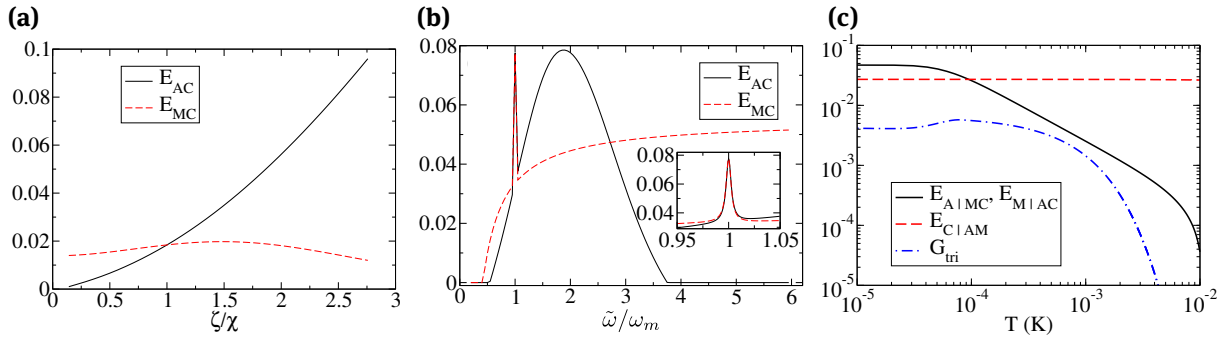 (a)
0.1
0.08
0.06
0.04
0.02
0
0 0.5 1 1.5 2 2.5 3
ζ/χ
E_AC
E_MC
(b)
0.08
0.06
0.04
0.02
0.00
0 1 2 3 4 5 6
ω̃/ω_m
E_AC
E_MC
0.08
0.06
0.04
0.95 1 1.05
(c)
10^-1
10^-2
10^-3
10^-4
10^-5
10^-5 10^-4 10^-3 10^-2
T (K)
E_A|MC, E_M|AC
E_C|AM
G_tri